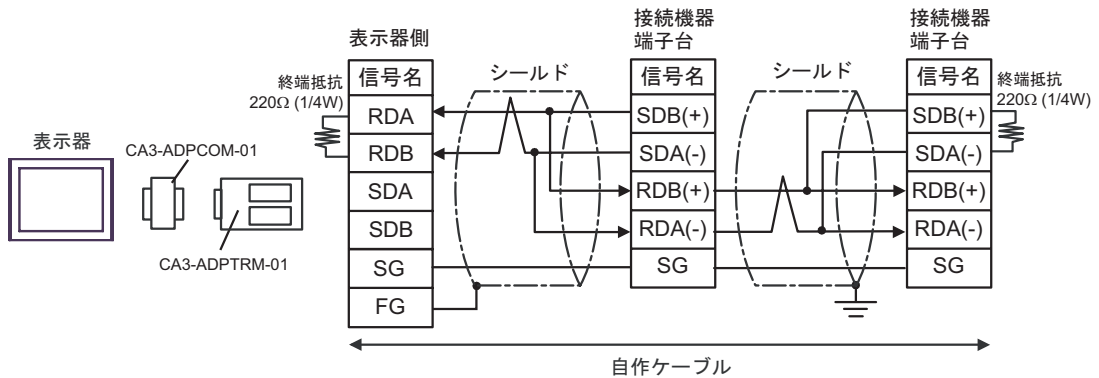 表示器
CA3-ADPCOM-01
CA3-ADPTRM-01
終端抵抗
220Ω (1/4W)
表示器側
信号名
RDA
RDB
SDA
SDB
SG
FG
シールド
接続機器
端子台
信号名
SDB(+)
SDA(-)
RDB(+)
RDA(-)
SG
シールド
接続機器
端子台
信号名
SDB(+)
SDA(-)
RDB(+)
RDA(-)
SG
終端抵抗
220Ω (1/4W)
自作ケーブル